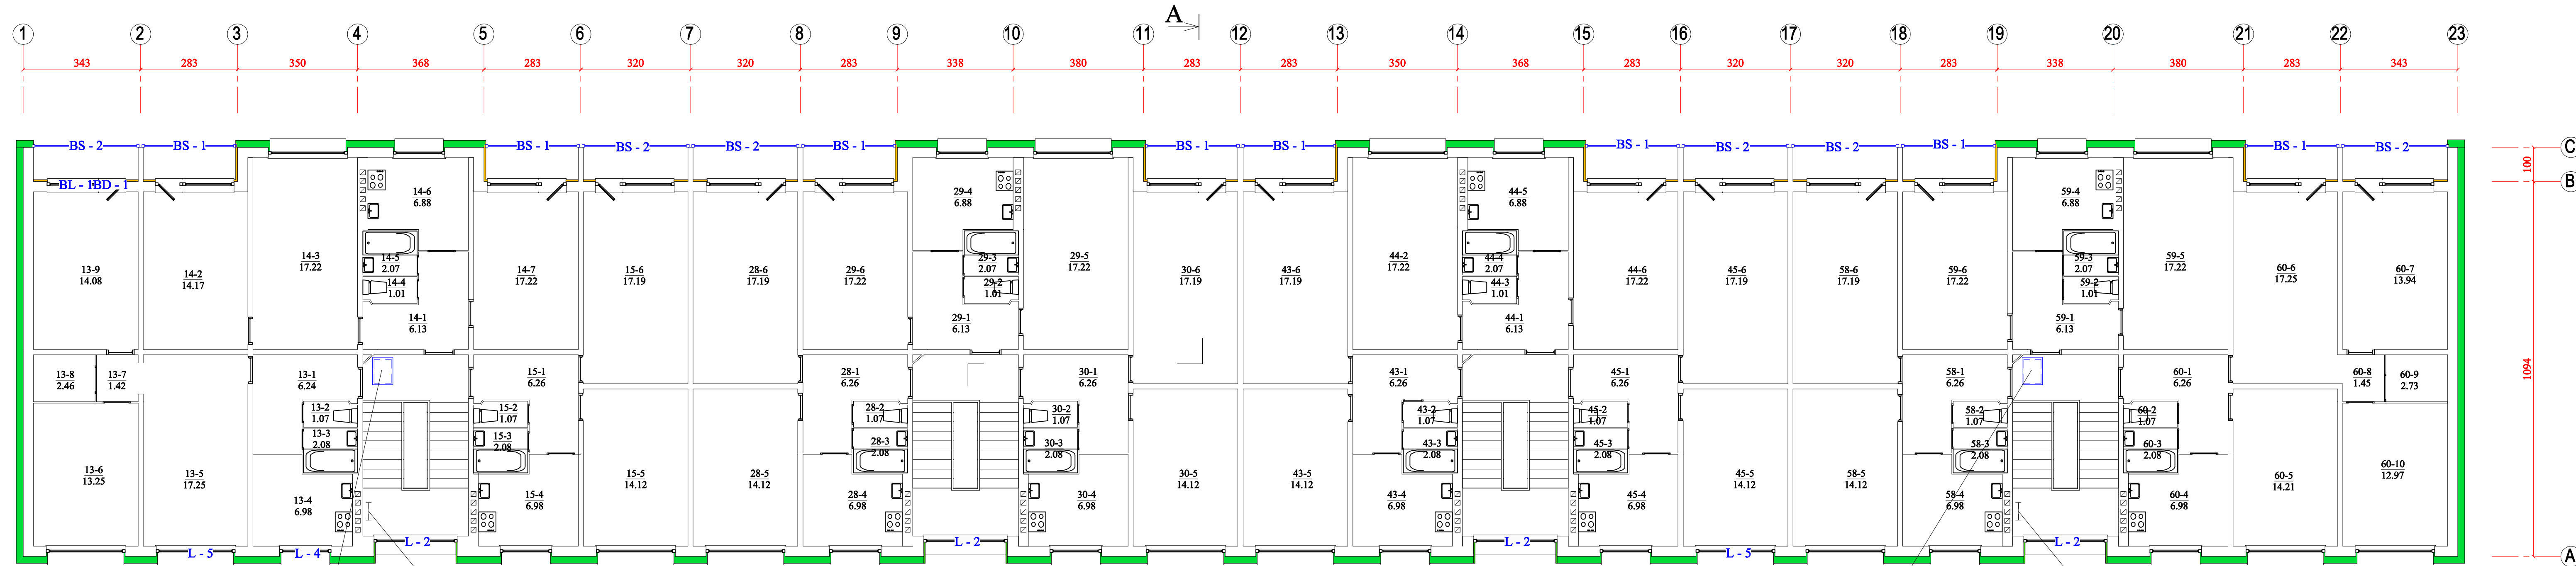 A
1 2 3 4 5 6 7 8 9 10 11 12 13 14 15 16 17 18 19 20 21 22 23
343 283 350 368 283 320 320 283 338 380 283 283 350 368 283 320 320 283 338 380 283 343
BS - 2 BS - 1 BS - 1 BS - 2 BS - 2 BS - 1 BS - 1 BS - 1 BS - 1 BS - 2 BS - 2 BS - 1 BS - 1 BS - 2
C
100
BL - 1 BD - 1
B
14-6 29-4 44-5 59-4
6.88 6.88 6.88 6.88
14-3 29-5 44-2 59-5
17.22 17.22 17.22 17.22
14-5 29-3 44-4 59-3
2.07 2.07 2.07 2.07
13-9 14-2 14-7 15-6 28-6 29-6 30-6 43-6 44-6 45-6 58-6 59-6 60-6 60-7
14.08 14.17 17.22 17.19 17.19 17.22 17.19 17.19 17.22 17.19 17.19 17.22 17.25 13.94
14-4 29-2 44-3 59-2
1.01 1.01 1.01 1.01
14-1 29-1 44-1 59-1
6.13 6.13 6.13 6.13
13-8 13-7 13-1 15-1 28-1 30-1 43-1 45-1 58-1 60-1 60-8 60-9
2.46 1.42 6.24 6.26 6.26 6.26 6.26 6.26 6.26 6.26 1.45 2.73
1094
13-2 15-2 28-2 30-2 43-2 45-2 58-2 60-2
1.07 1.07 1.07 1.07 1.07 1.07 1.07 1.07
13-3 15-3 28-3 30-3 43-3 45-3 58-3 60-3
2.08 2.08 2.08 2.08 2.08 2.08 2.08 2.08
13-6 13-5 15-5 28-5 30-5 43-5 45-5 58-5 60-5 60-10
13.25 17.25 14.12 14.12 14.12 14.12 14.12 14.12 14.21 12.97
13-4 15-4 28-4 30-4 43-4 45-4 58-4 60-4
6.98 6.98 6.98 6.98 6.98 6.98 6.98 6.98
L - 2 L - 2 L - 2 L - 2
L - 5 L - 4 L - 5
A